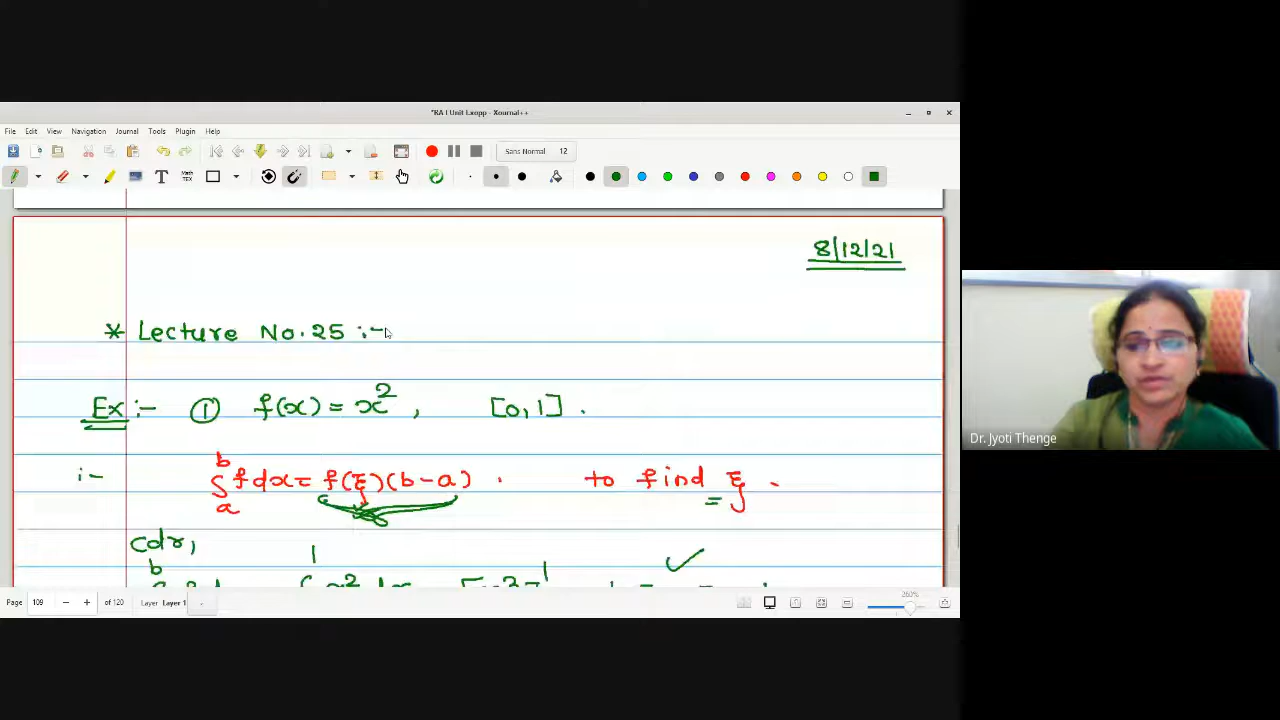 *RA I Unit I.xopp - Xournal++
File Edit View Navigation Journal Tools Plugin Help
Sans Normal 12
8/12/21
* Lecture No. 25 :-
Ex :- ① f(x) = x², [0,1].
:- ∫ₐᵇ f dx = f(ξ)(b-a) . to find ξ .
Cdr,
Dr. Jyoti Thenge
Page 109 - + of 120 Layer Layer 1
260%